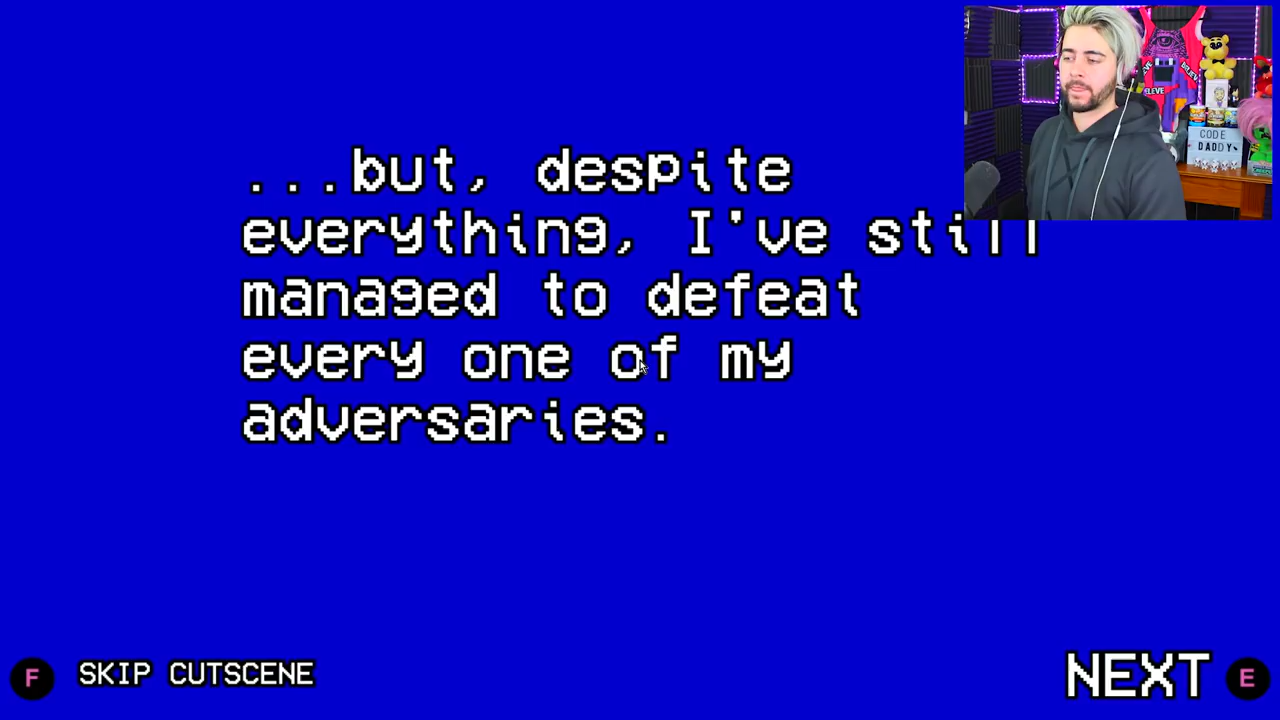 ...but, despite
everything, I've still
managed to defeat
every one of my
adversaries.
F SKIP CUTSCENE
NEXT E
CODE
DADDY